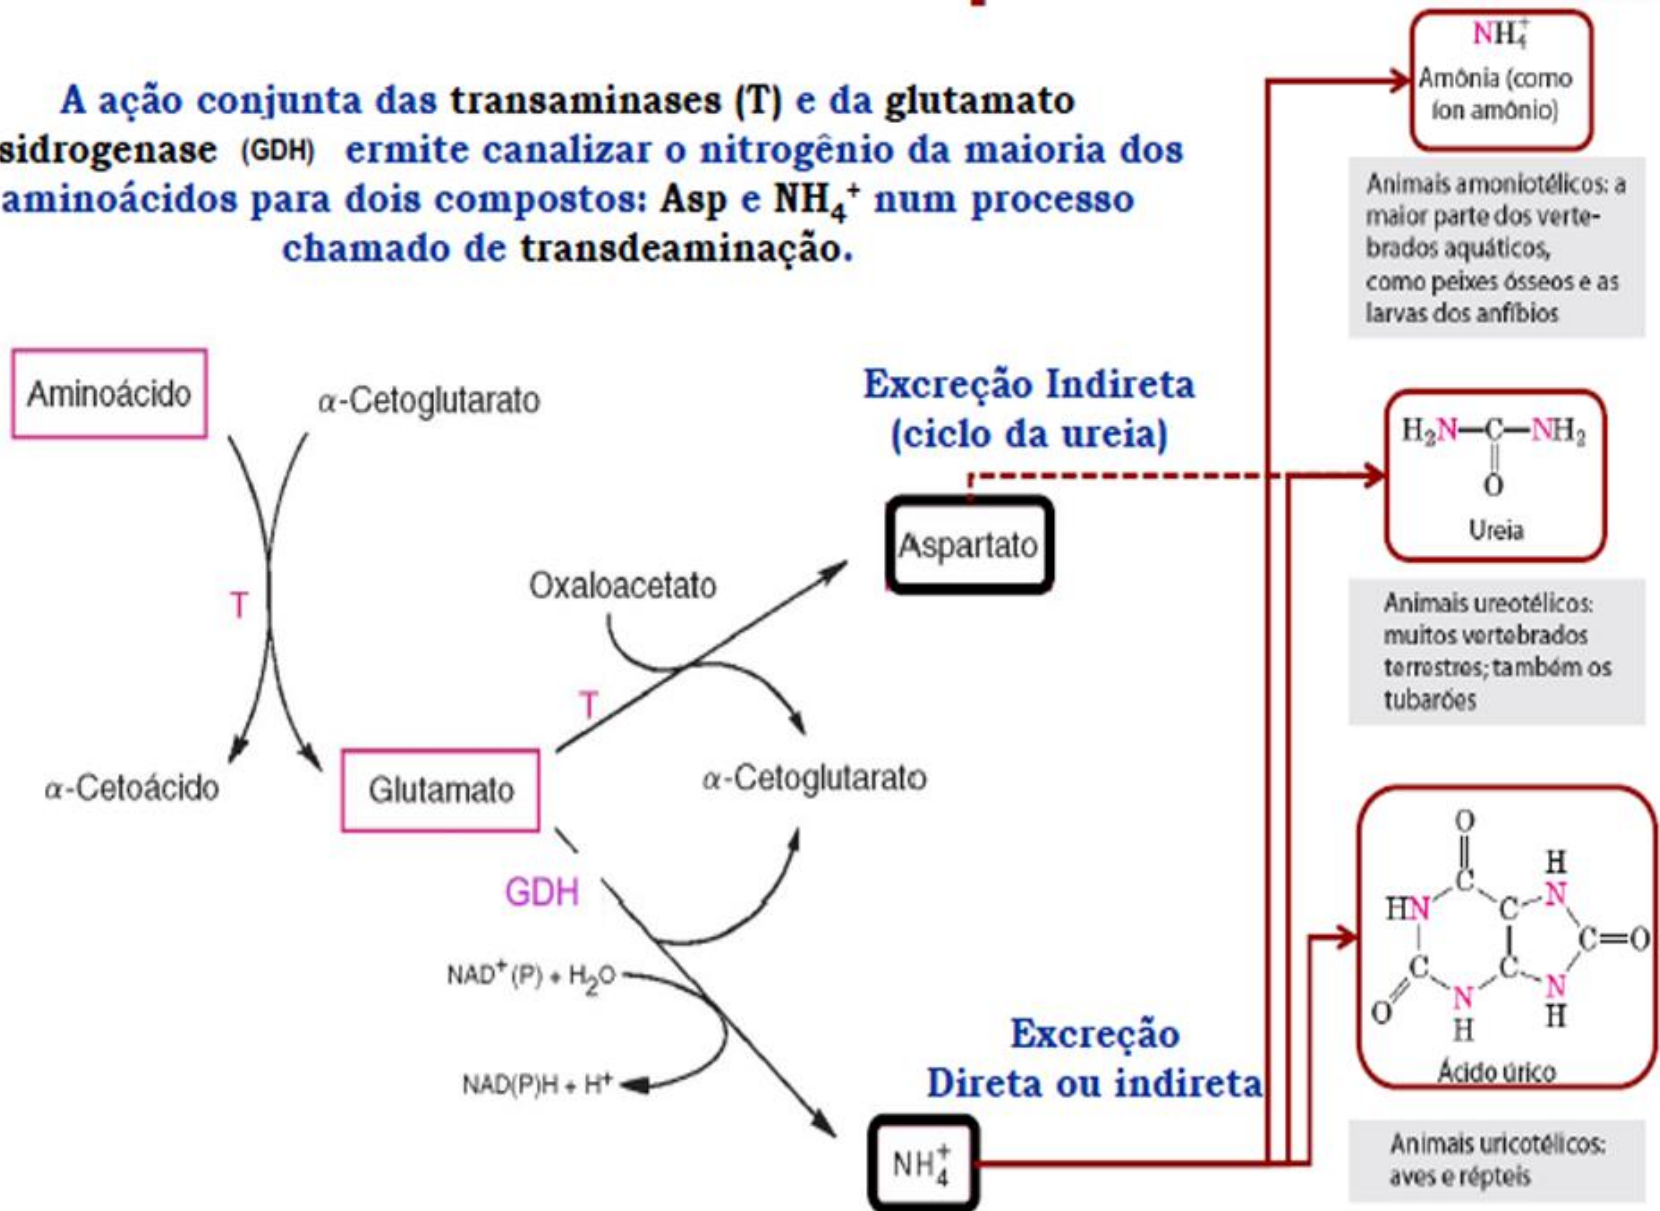 A ação conjunta das transaminases (T) e da glutamato
sidrogenase (GDH) ermite canalizar o nitrogênio da maioria dos
aminoácidos para dois compostos: Asp e NH₄⁺ num processo
chamado de transdeaminação.
Aminoácido
α-Cetoglutarato
T
α-Cetoácido
Glutamato
Oxaloacetato
T
α-Cetoglutarato
GDH
NAD⁺(P) + H₂O
NAD(P)H + H⁺
Excreção Indireta
(ciclo da ureia)
Aspartato
Excreção
Direta ou indireta
NH₄⁺
NH₄⁺
Amônia (como
íon amônio)
Animais amoniotélicos: a
maior parte dos verte-
brados aquáticos,
como peixes ósseos e as
larvas dos anfíbios
H₂N—C—NH₂
O
Ureia
Animais ureotélicos:
muitos vertebrados
terrestres; também os
tubarões
O
H
C
N
HN
C
C=O
C
C
N
N
O
H
H
Ácido úrico
Animais uricotélicos:
aves e répteis